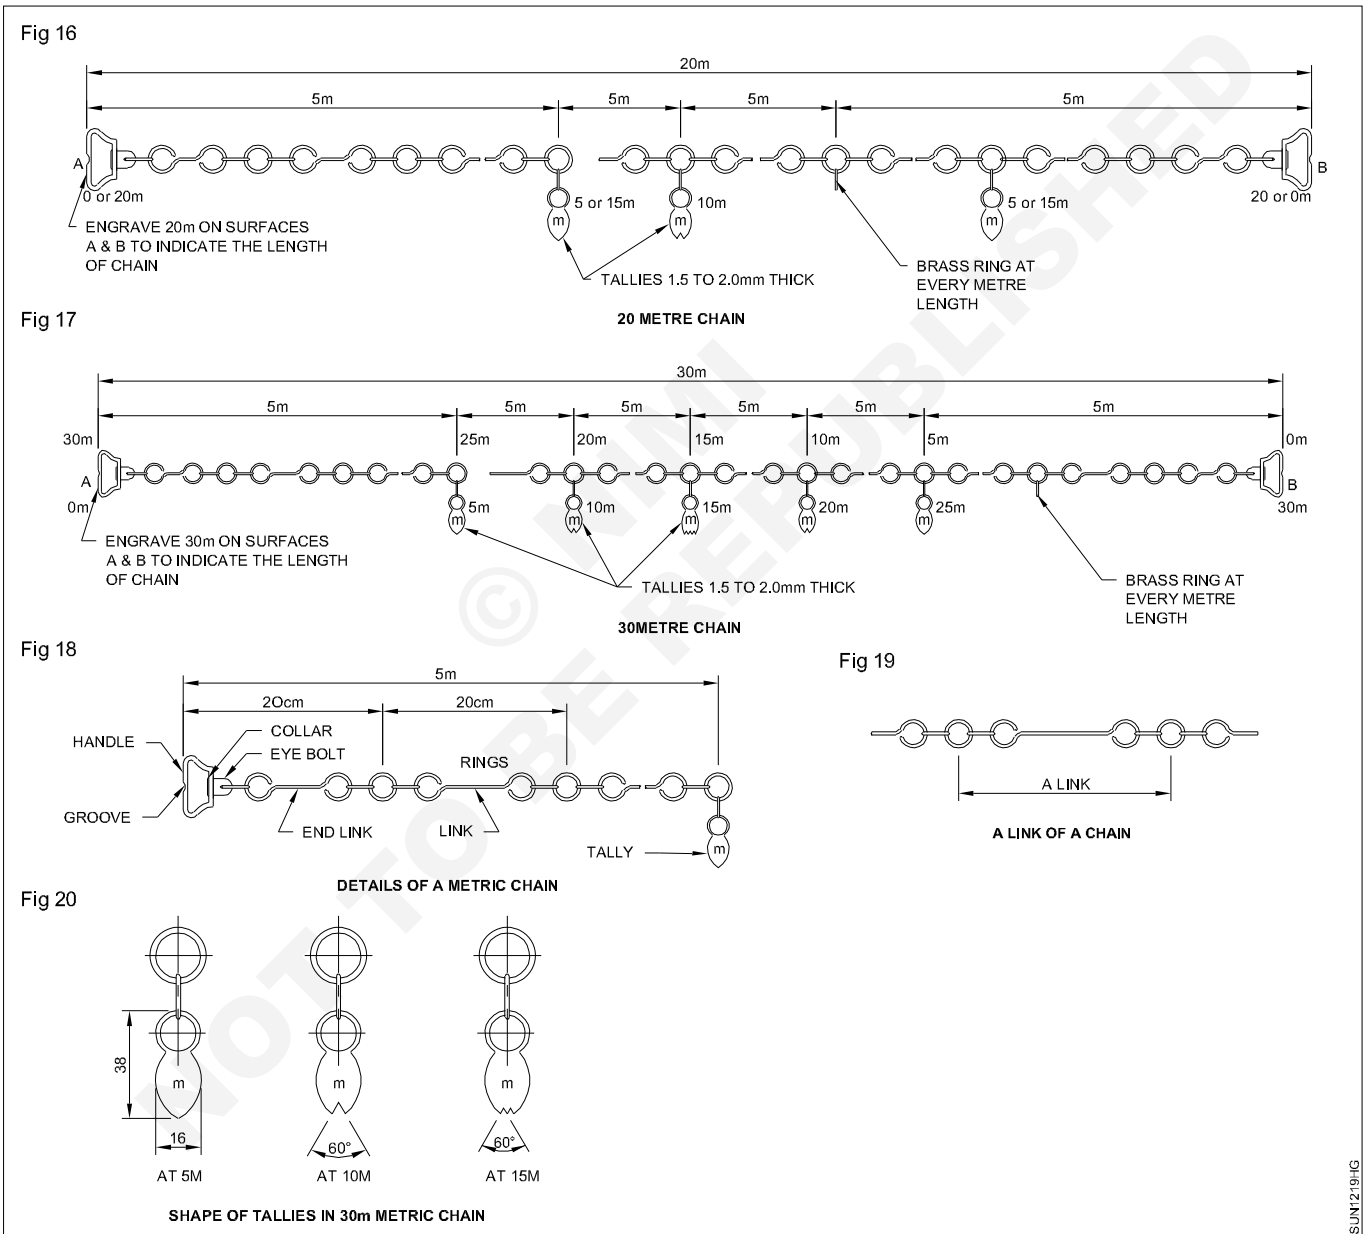 Fig 16
20m
5m 5m 5m 5m
A
B
0 or 20m
5 or 15m
10m
5 or 15m
20 or 0m
m m m
ENGRAVE 20m ON SURFACES
A & B TO INDICATE THE LENGTH
OF CHAIN
TALLIES 1.5 TO 2.0mm THICK
BRASS RING AT
EVERY METRE
LENGTH
20 METRE CHAIN
Fig 17
30m
5m 5m 5m 5m 5m 5m
30m 25m 20m 15m 10m 5m 0m
A
B
0m 5m 10m 15m 20m 25m 30m
m m m m m
ENGRAVE 30m ON SURFACES
A & B TO INDICATE THE LENGTH
OF CHAIN
TALLIES 1.5 TO 2.0mm THICK
BRASS RING AT
EVERY METRE
LENGTH
30METRE CHAIN
Fig 18
5m
2Ocm 20cm
HANDLE
COLLAR
EYE BOLT
RINGS
GROOVE
END LINK
LINK
TALLY
m
DETAILS OF A METRIC CHAIN
Fig 19
A LINK
A LINK OF A CHAIN
Fig 20
38
m m m
16
60°
60°
AT 5M
AT 10M
AT 15M
SHAPE OF TALLIES IN 30m METRIC CHAIN
SUN1219HG
© NIMI
NOT TO BE REPUBLISHED